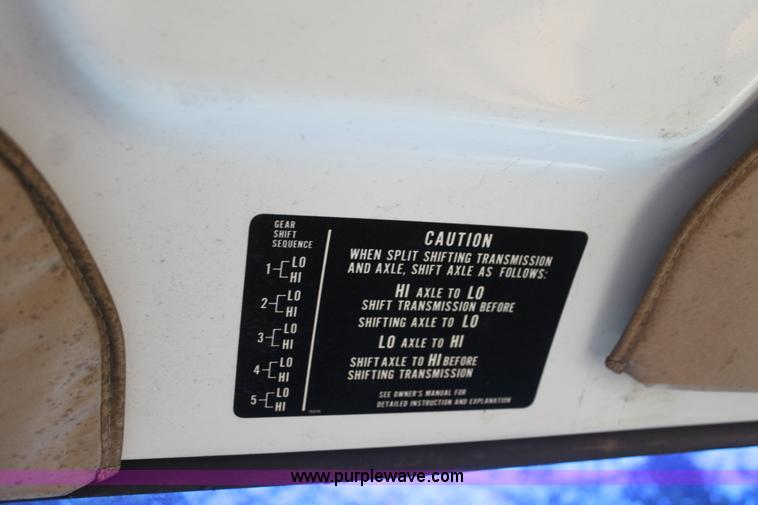 GEAR
SHIFT
SEQUENCE
1 LO
HI
2 LO
HI
3 LO
HI
4 LO
HI
5 LO
HI
CAUTION
WHEN SPLIT SHIFTING TRANSMISSION
AND AXLE, SHIFT AXLE AS FOLLOWS:
HI AXLE TO LO
SHIFT TRANSMISSION BEFORE
SHIFTING AXLE TO LO
LO AXLE TO HI
SHIFT AXLE TO HI BEFORE
SHIFTING TRANSMISSION
SEE OWNER'S MANUAL FOR
DETAILED INSTRUCTION AND EXPLANATION
www.purplewave.com